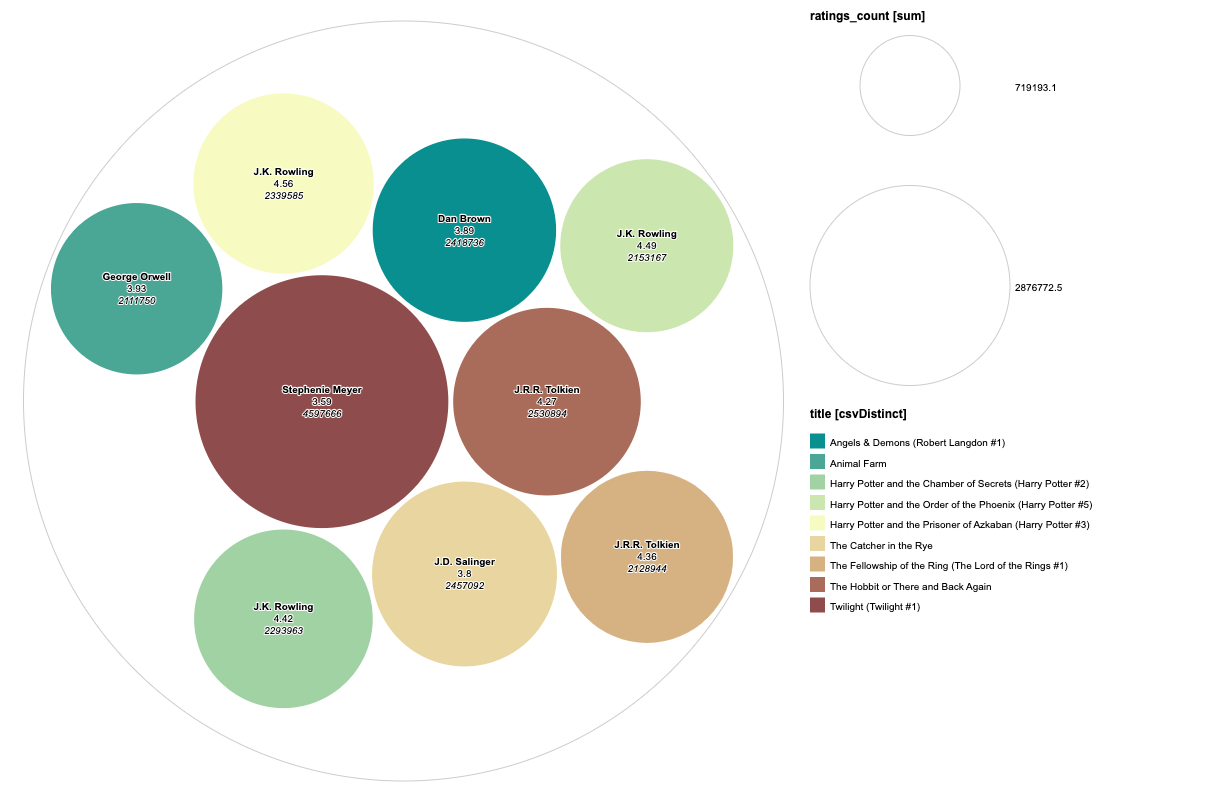 J.K. Rowling
4.56
2339585
Dan Brown
3.89
2418736
J.K. Rowling
4.49
2153167
George Orwell
3.93
2111750
Stephenie Meyer
3.59
4597666
J.R.R. Tolkien
4.27
2530894
J.R.R. Tolkien
4.36
2128944
J.D. Salinger
3.8
2457092
J.K. Rowling
4.42
2293963
ratings_count [sum]
719193.1
2876772.5
title [csvDistinct]
Angels & Demons (Robert Langdon #1)
Animal Farm
Harry Potter and the Chamber of Secrets (Harry Potter #2)
Harry Potter and the Order of the Phoenix (Harry Potter #5)
Harry Potter and the Prisoner of Azkaban (Harry Potter #3)
The Catcher in the Rye
The Fellowship of the Ring (The Lord of the Rings #1)
The Hobbit or There and Back Again
Twilight (Twilight #1)